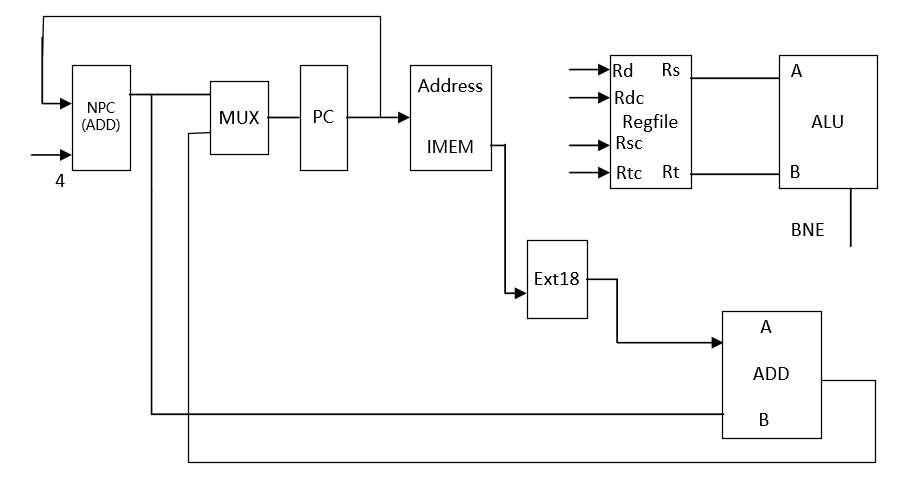 NPC
(ADD)
4
MUX
PC
Address
IMEM
Rd
Rs
Rdc
Regfile
Rsc
Rtc
Rt
A
ALU
B
BNE
Ext18
A
ADD
B